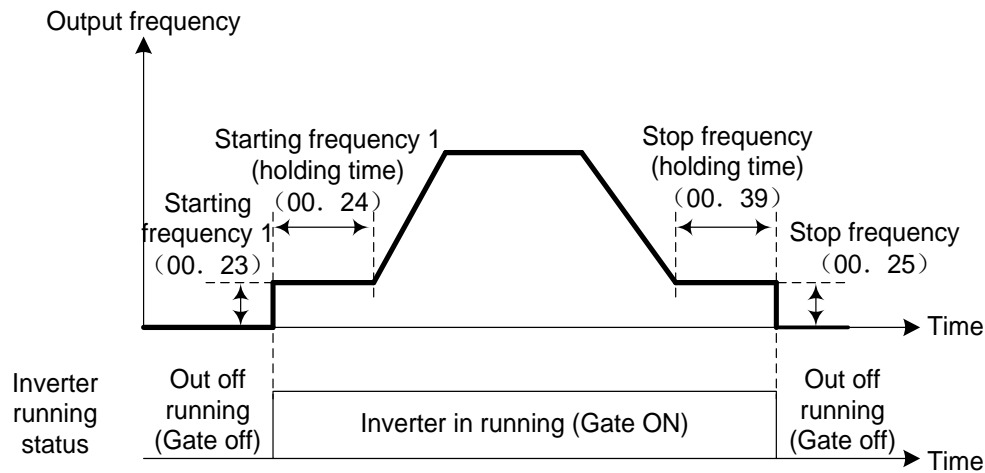 Output frequency
Starting frequency 1
(holding time)
（00. 24）
Stop frequency
(holding time)
（00. 39）
Starting
frequency 1
（00. 23）
Stop frequency
（00. 25）
Time
Inverter
running
status
Out off
running
(Gate off)
Inverter in running (Gate ON)
Out off
running
(Gate off)
Time